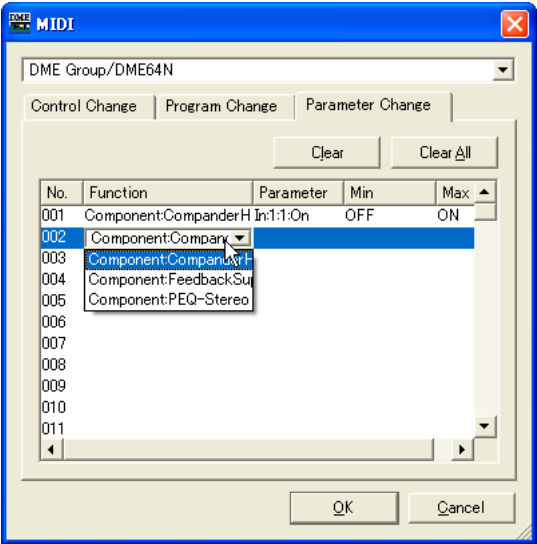 DME MIDI
DME Group/DME64N
Control Change Program Change Parameter Change
Clear Clear All
No. Function Parameter Min Max
001 Component:CompanderH In:1:1:On OFF ON
002 Component:Compan
003 Component:CompanderH
004 Component:FeedbackSu
005 Component:PEQ-Stereo
006
007
008
009
010
011
OK Cancel